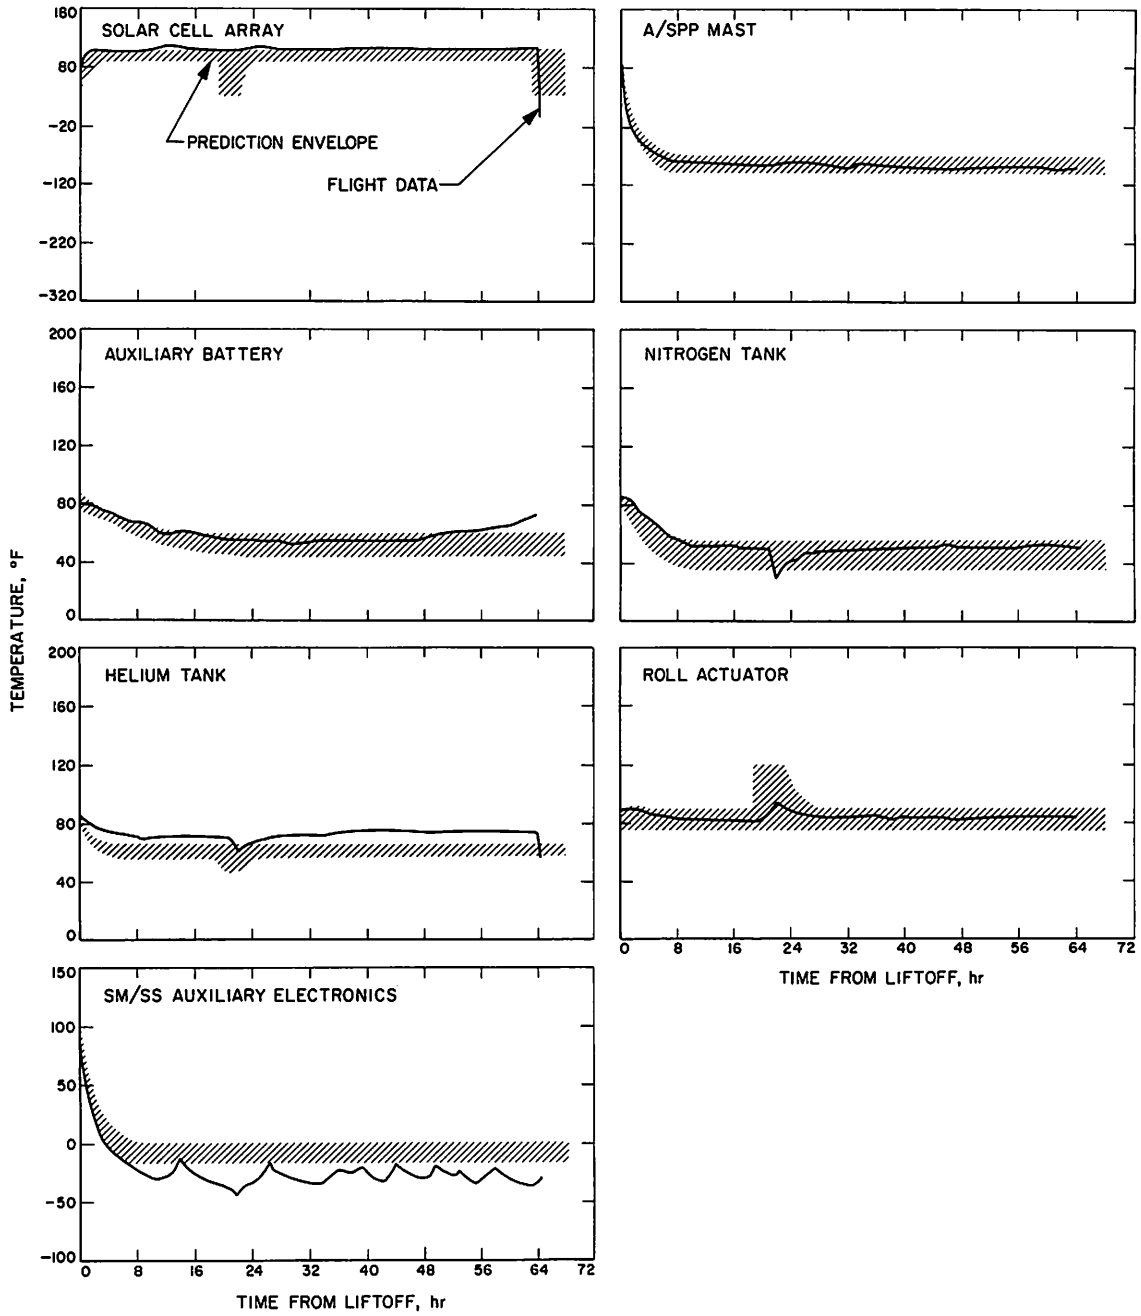 TEMPERATURE, °F
SOLAR CELL ARRAY
180
80
-20
-120
-220
-320
PREDICTION ENVELOPE
FLIGHT DATA
A/SPP MAST
AUXILIARY BATTERY
200
160
120
80
40
0
NITROGEN TANK
HELIUM TANK
200
160
120
80
40
0
ROLL ACTUATOR
0 8 16 24 32 40 48 56 64 72
TIME FROM LIFTOFF, hr
SM/SS AUXILIARY ELECTRONICS
150
100
50
0
-50
-100
0 8 16 24 32 40 48 56 64 72
TIME FROM LIFTOFF, hr